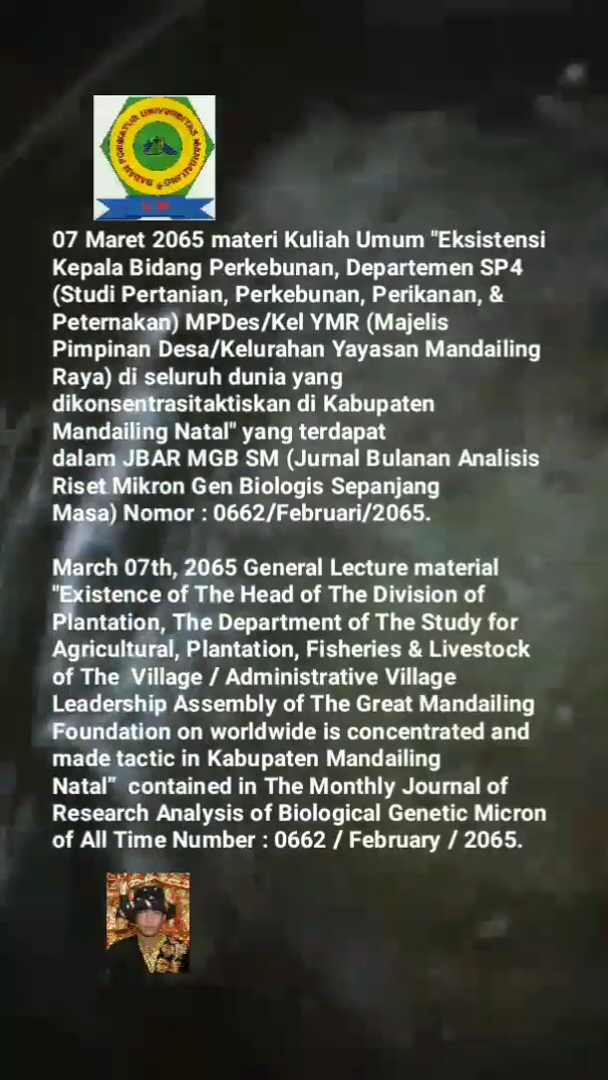 U M
07 Maret 2065 materi Kuliah Umum "Eksistensi
Kepala Bidang Perkebunan, Departemen SP4
(Studi Pertanian, Perkebunan, Perikanan, &
Peternakan) MPDes/Kel YMR (Majelis
Pimpinan Desa/Kelurahan Yayasan Mandailing
Raya) di seluruh dunia yang
dikonsentrasitaktiskan di Kabupaten
Mandailing Natal" yang terdapat
dalam JBAR MGB SM (Jurnal Bulanan Analisis
Riset Mikron Gen Biologis Sepanjang
Masa) Nomor : 0662/Februari/2065.
March 07th, 2065 General Lecture material
"Existence of The Head of The Division of
Plantation, The Department of The Study for
Agricultural, Plantation, Fisheries & Livestock
of The Village / Administrative Village
Leadership Assembly of The Great Mandailing
Foundation on worldwide is concentrated and
made tactic in Kabupaten Mandailing
Natal" contained in The Monthly Journal of
Research Analysis of Biological Genetic Micron
of All Time Number : 0662 / February / 2065.